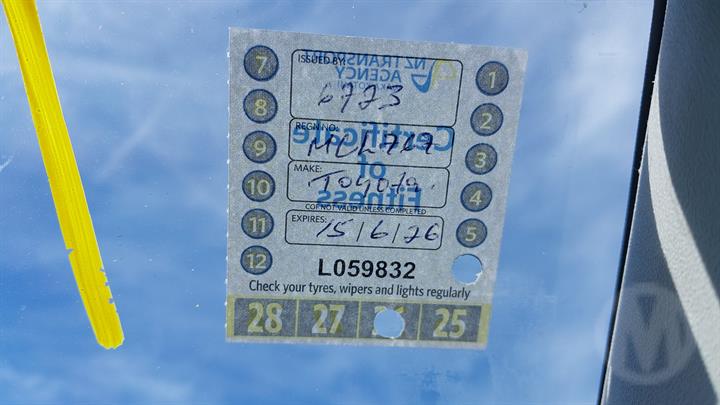 7 ISSUED BY: NZ TRANSPORT 1
AGENCY
8 6973 2
REGN NO:
9 Certificate 3
MAKE: of
10 Toyota 4
Fitness
COF NOT VALID UNLESS COMPLETED
11 EXPIRES: 15/6/26 5
12 L059832
Check your tyres, wipers and lights regularly
28 27 25